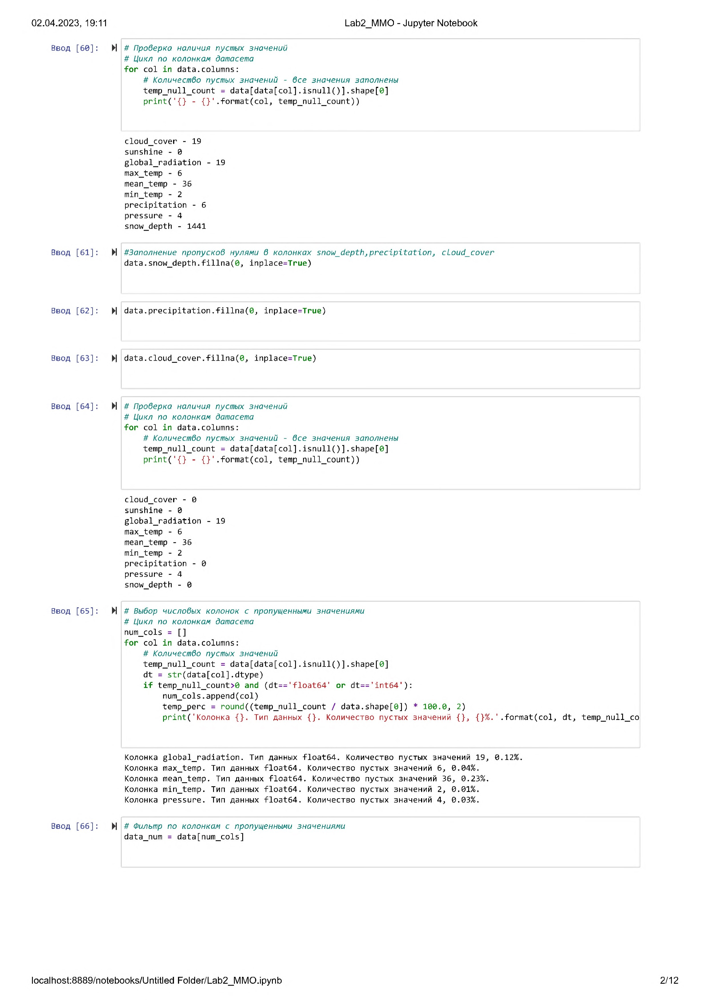 02.04.2023, 19:11 Lab2_MMO - Jupyter Notebook
Ввод [60]: # Проверка наличия пустых значений
# Цикл по колонкам датасета
for col in data.columns:
    # Количество пустых значений - все значения заполнены
    temp_null_count = data[data[col].isnull()].shape[0]
    print('{} - {}'.format(col, temp_null_count))
cloud_cover - 19
sunshine - 0
global_radiation - 19
max_temp - 6
mean_temp - 36
min_temp - 2
precipitation - 6
pressure - 4
snow_depth - 1441
Ввод [61]: #Заполнение пропусков нулями в колонках snow_depth,precipitation, cloud_cover
data.snow_depth.fillna(0, inplace=True)
Ввод [62]: data.precipitation.fillna(0, inplace=True)
Ввод [63]: data.cloud_cover.fillna(0, inplace=True)
Ввод [64]: # Проверка наличия пустых значений
# Цикл по колонкам датасета
for col in data.columns:
    # Количество пустых значений - все значения заполнены
    temp_null_count = data[data[col].isnull()].shape[0]
    print('{} - {}'.format(col, temp_null_count))
cloud_cover - 0
sunshine - 0
global_radiation - 19
max_temp - 6
mean_temp - 36
min_temp - 2
precipitation - 0
pressure - 4
snow_depth - 0
Ввод [65]: # Выбор числовых колонок с пропущенными значениями
# Цикл по колонкам датасета
num_cols = []
for col in data.columns:
    # Количество пустых значений
    temp_null_count = data[data[col].isnull()].shape[0]
    dt = str(data[col].dtype)
    if temp_null_count>0 and (dt=='float64' or dt=='int64'):
        num_cols.append(col)
        temp_perc = round((temp_null_count / data.shape[0]) * 100.0, 2)
        print('Колонка {}. Тип данных {}. Количество пустых значений {}, {}%.'.format(col, dt, temp_null_co
Колонка global_radiation. Тип данных float64. Количество пустых значений 19, 0.12%.
Колонка max_temp. Тип данных float64. Количество пустых значений 6, 0.04%.
Колонка mean_temp. Тип данных float64. Количество пустых значений 36, 0.23%.
Колонка min_temp. Тип данных float64. Количество пустых значений 2, 0.01%.
Колонка pressure. Тип данных float64. Количество пустых значений 4, 0.03%.
Ввод [66]: # Фильтр по колонкам с пропущенными значениями
data_num = data[num_cols]
localhost:8889/notebooks/Untitled Folder/Lab2_MMO.ipynb 2/12